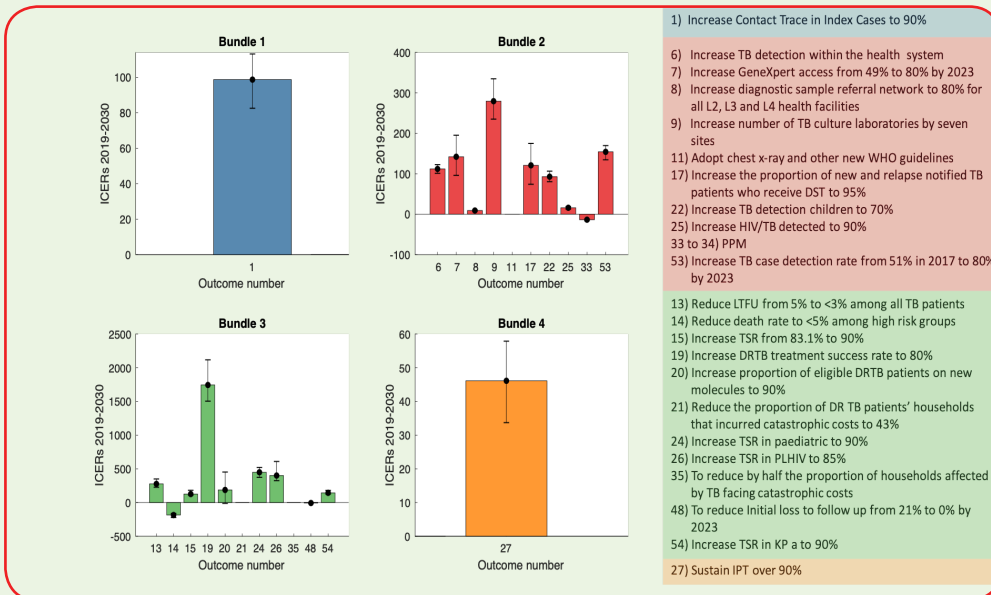 Bundle 1
ICERs 2019-2030
100
80
60
40
20
0
1
Outcome number
Bundle 2
ICERs 2019-2030
400
300
200
100
0
-100
6 7 8 9 11 17 22 25 33 53
Outcome number
Bundle 3
ICERs 2019-2030
2500
2000
1500
1000
500
0
-500
13 14 15 19 20 21 24 26 35 48 54
Outcome number
Bundle 4
ICERs 2019-2030
60
50
40
30
20
10
0
27
Outcome number
1) Increase Contact Trace in Index Cases to 90%
6) Increase TB detection within the health system
7) Increase GeneXpert access from 49% to 80% by 2023
8) Increase diagnostic sample referral network to 80% for
all L2, L3 and L4 health facilities
9) Increase number of TB culture laboratories by seven
sites
11) Adopt chest x-ray and other new WHO guidelines
17) Increase the proportion of new and relapse notified TB
patients who receive DST to 95%
22) Increase TB detection children to 70%
25) Increase HIV/TB detected to 90%
33 to 34) PPM
53) Increase TB case detection rate from 51% in 2017 to 80%
by 2023
13) Reduce LTFU from 5% to <3% among all TB patients
14) Reduce death rate to <5% among high risk groups
15) Increase TSR from 83.1% to 90%
19) Increase DRTB treatment success rate to 80%
20) Increase proportion of eligible DRTB patients on new
molecules to 90%
21) Reduce the proportion of DR TB patients' households
that incurred catastrophic costs to 43%
24) Increase TSR in paediatric to 90%
26) Increase TSR in PLHIV to 85%
35) To reduce by half the proportion of households affected
by TB facing catastrophic costs
48) To reduce Initial loss to follow up from 21% to 0% by
2023
54) Increase TSR in KP a to 90%
27) Sustain IPT over 90%